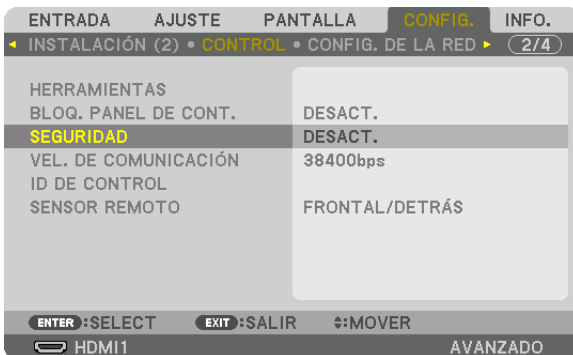 ENTRADA AJUSTE PANTALLA CONFIG. INFO.
INSTALACIÓN (2) • CONTROL • CONFIG. DE LA RED 2/4
HERRAMIENTAS
BLOQ. PANEL DE CONT. DESACT.
SEGURIDAD DESACT.
VEL. DE COMUNICACIÓN 38400bps
ID DE CONTROL
SENSOR REMOTO FRONTAL/DETRÁS
ENTER :SELECT EXIT :SALIR :MOVER
HDMI1 AVANZADO